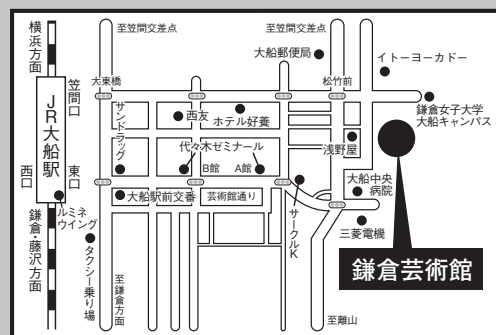 横浜方面
笠間口
JR大船駅
西口
東口
ルミネ
ウイング
鎌倉・藤沢方面
タクシー乗り場
至笠間交差点
大東橋
サンドラッグ
西友
ホテル好養
代々木ゼミナール
B館
A館
大船駅前交番
芸術館通り
至鎌倉方面
至笠間交差点
大船郵便局
松竹前
イトーヨーカドー
鎌倉女子大学
大船キャンパス
浅野屋
サークルK
大船中央
病院
三菱電機
鎌倉芸術館
至離山